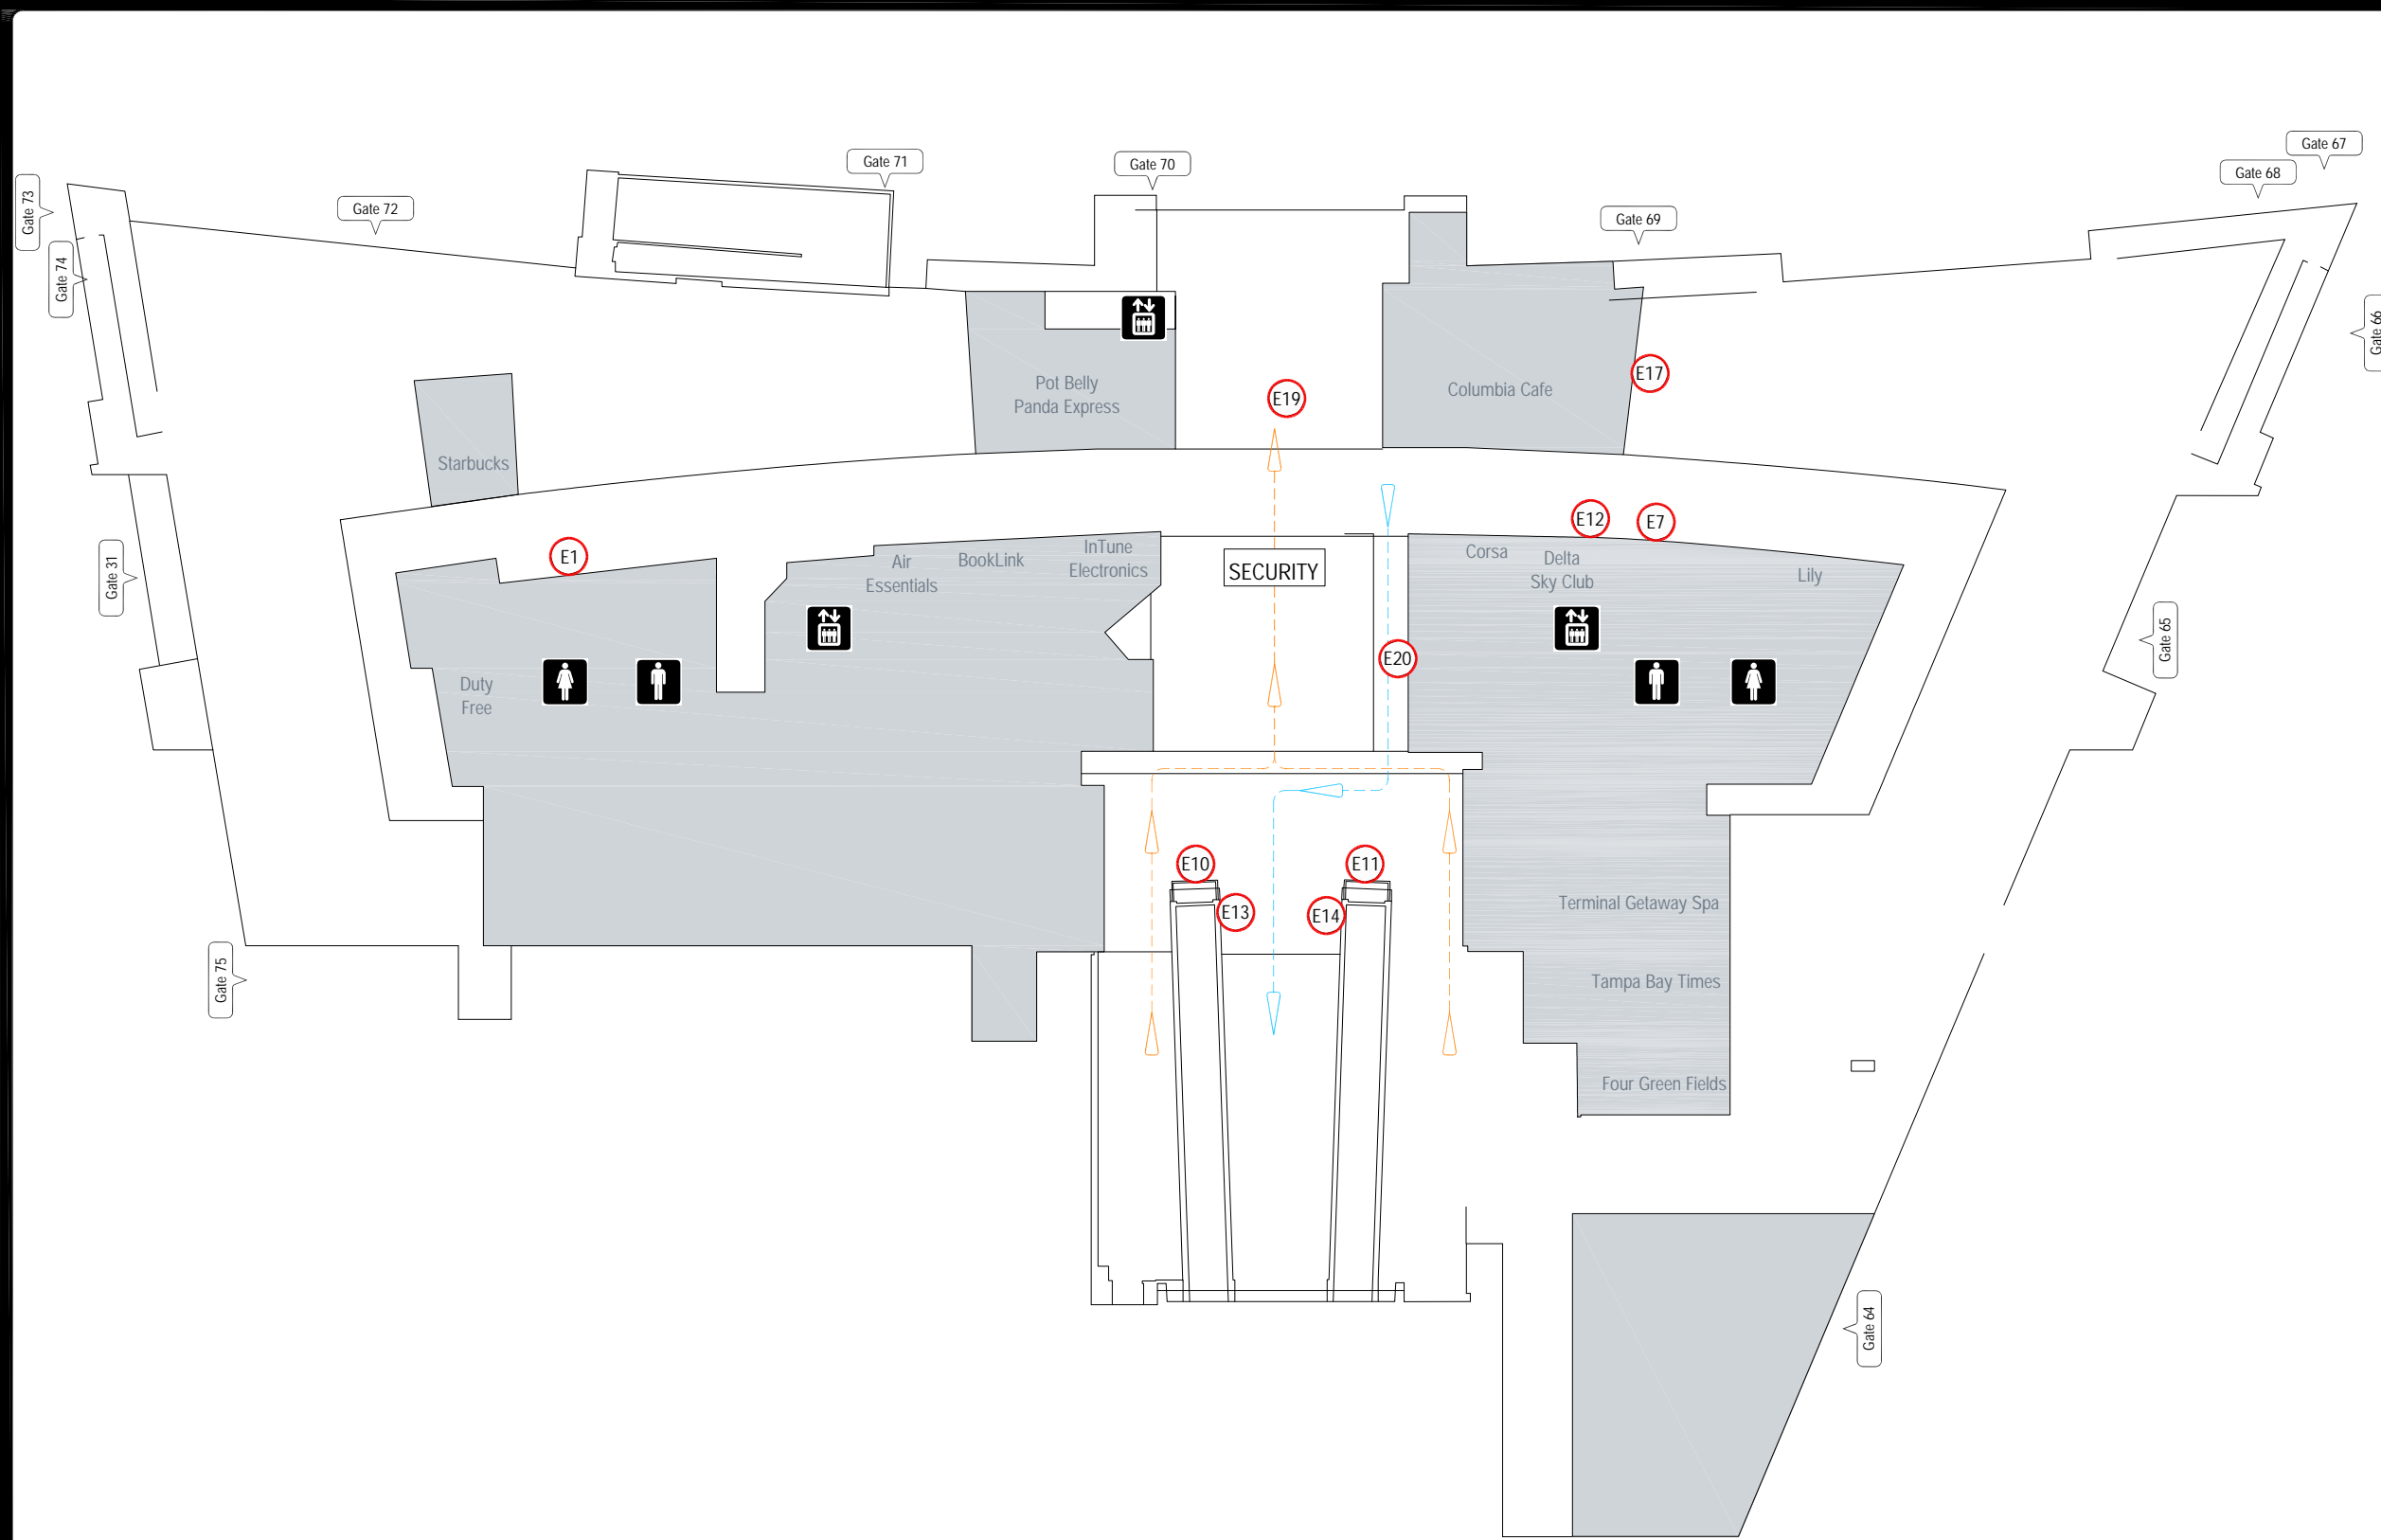 Gate 67
Gate 68
Gate 71
Gate 70
Gate 73
Gate 72
Gate 69
Gate 74
Gate 66
E17
Pot Belly
Panda Express
E19
Columbia Cafe
Starbucks
E12
E7
E1
InTune
Electronics
Air
Essentials
BookLink
SECURITY
Corsa
Delta
Sky Club
Lily
Gate 31
Gate 65
E20
Duty
Free
E10
E11
E13
E14
Terminal Getaway Spa
Gate 75
Tampa Bay Times
Four Green Fields
Gate 64